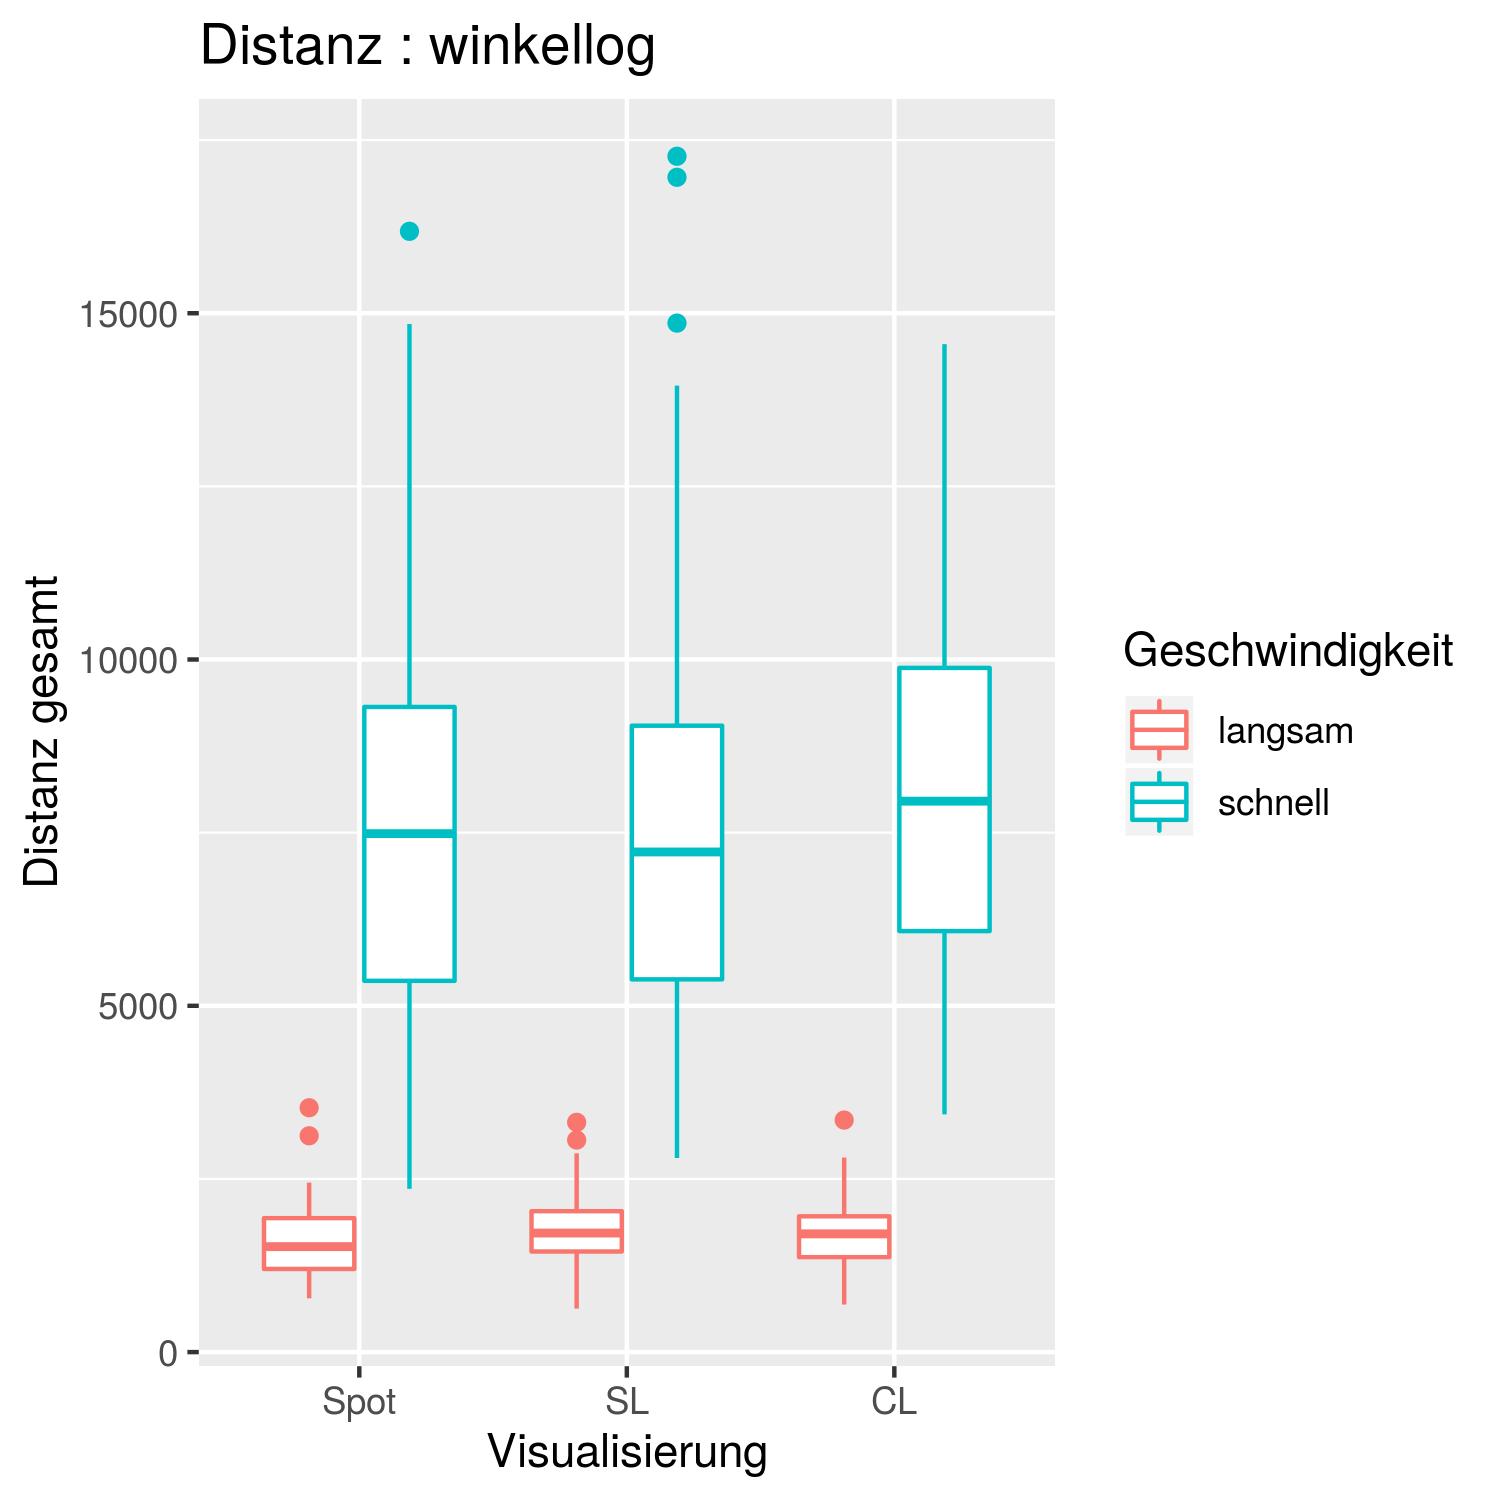 Distanz : winkellog
Distanz gesamt
15000
10000
5000
0
Spot
SL
CL
Visualisierung
Geschwindigkeit
langsam
schnell